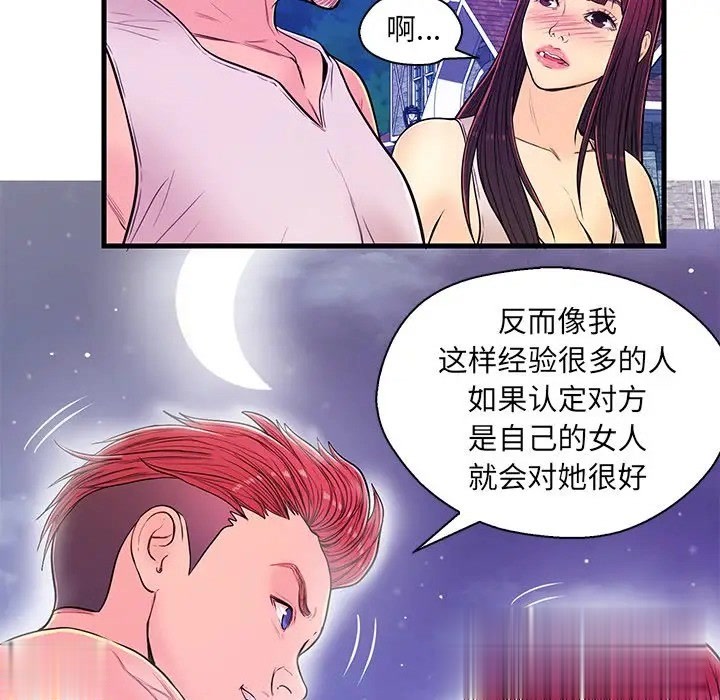 啊...
反而像我
这样经验很多的人
如果认定对方
是自己的女人
就会对她很好